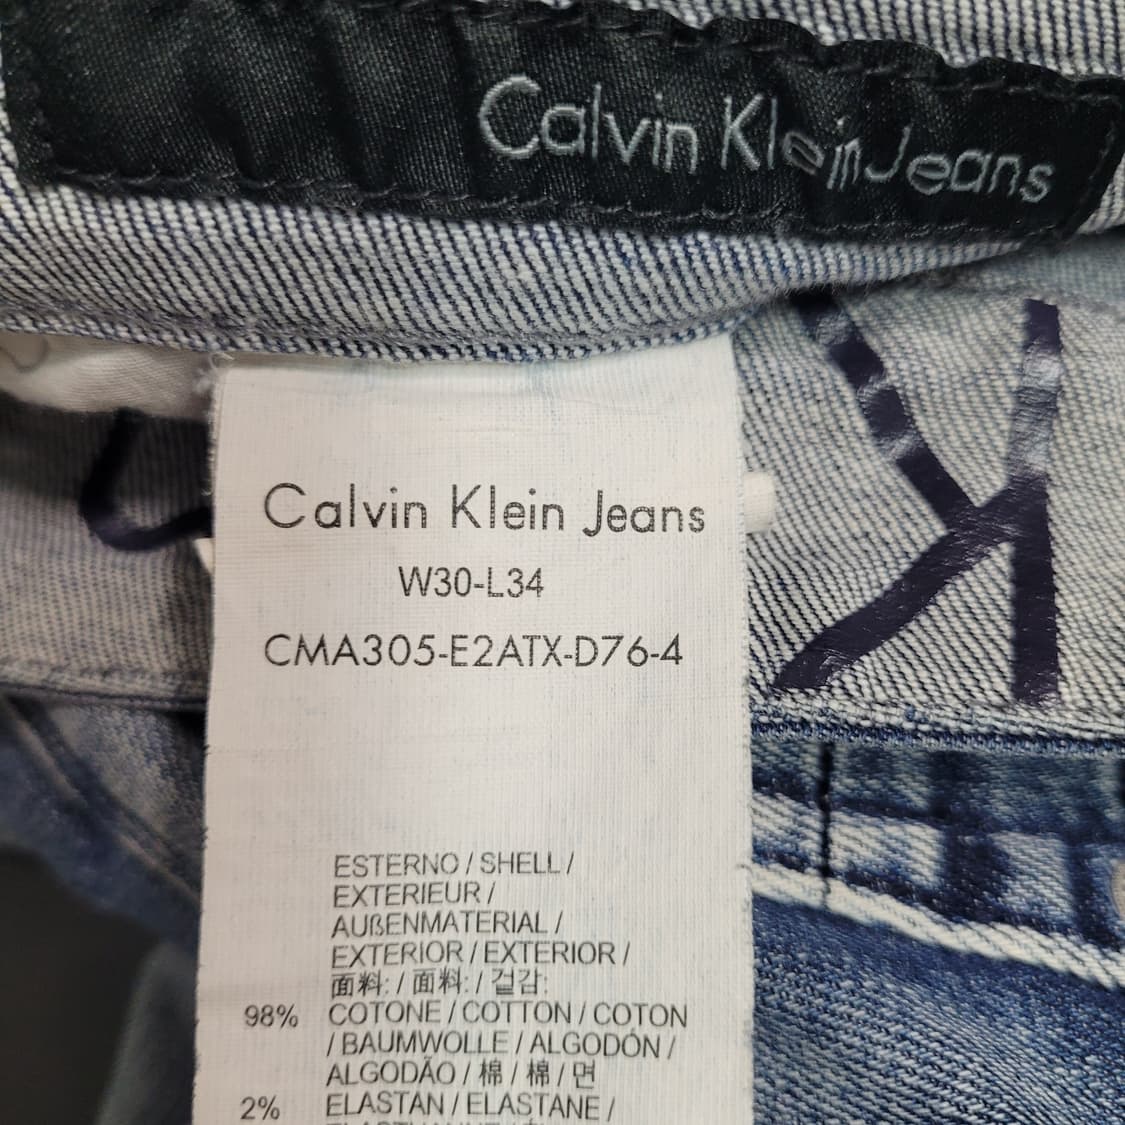 Calvin Klein Jeans
Calvin Klein Jeans
W30-L34
CMA305-E2ATX-D76-4
ESTERNO / SHELL /
EXTERIEUR /
AUßENMATERIAL /
EXTERIOR / EXTERIOR /
面料: / 面料: / 겉감:
98% COTONE / COTTON / COTON
/ BAUMWOLLE / ALGODÓN /
ALGODÃO / 棉 / 棉 / 면
2% ELASTAN / ELASTANE /